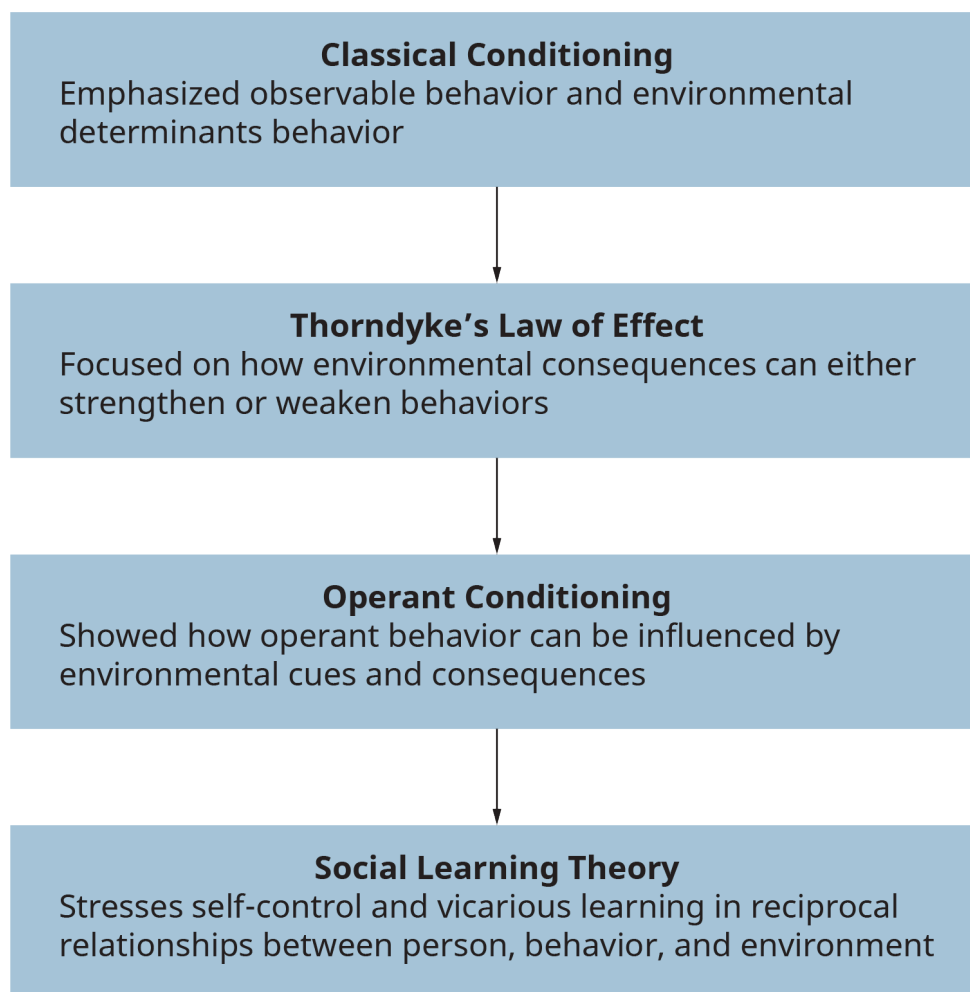 Classical Conditioning
Emphasized observable behavior and environmental
determinants behavior
Thorndyke’s Law of Effect
Focused on how environmental consequences can either
strengthen or weaken behaviors
Operant Conditioning
Showed how operant behavior can be influenced by
environmental cues and consequences
Social Learning Theory
Stresses self-control and vicarious learning in reciprocal
relationships between person, behavior, and environment